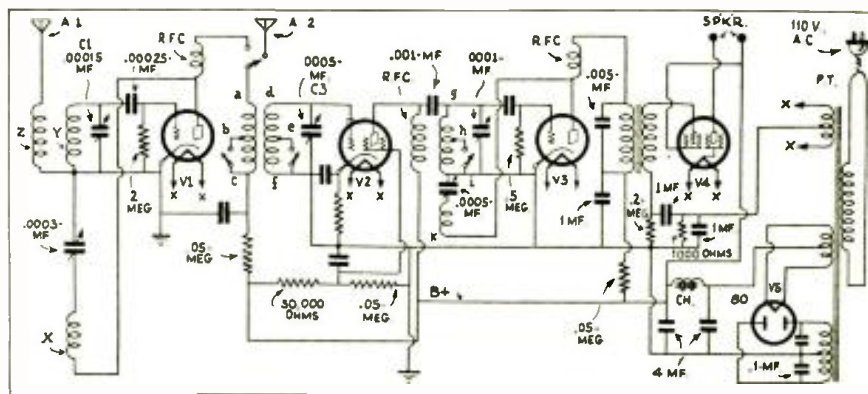 A 1
A 2
SPKR.
110 V.
A C
C1
.00015
MF
.00025-
MF
RFC
.0005-
MF
C3
.001-MF
RFC
.0001-
MF
RFC
.005-
MF
P.T.
Z
Y
a
b
c
d
e
f
g
h
i
X
X
V1
X
X
V2
X
X
V3
V4
X
X
2
MEG
.0003-
MF
.0005-
MF
.5
MEG
1 MF
.1 MF
.2-
MEG
1 MF
1000
OHMS
K
.05-
MEG
30,000
OHMS
.05-
MEG
B+
.05-
MEG
CH.
80
V5
4 MF
.1-MF
X